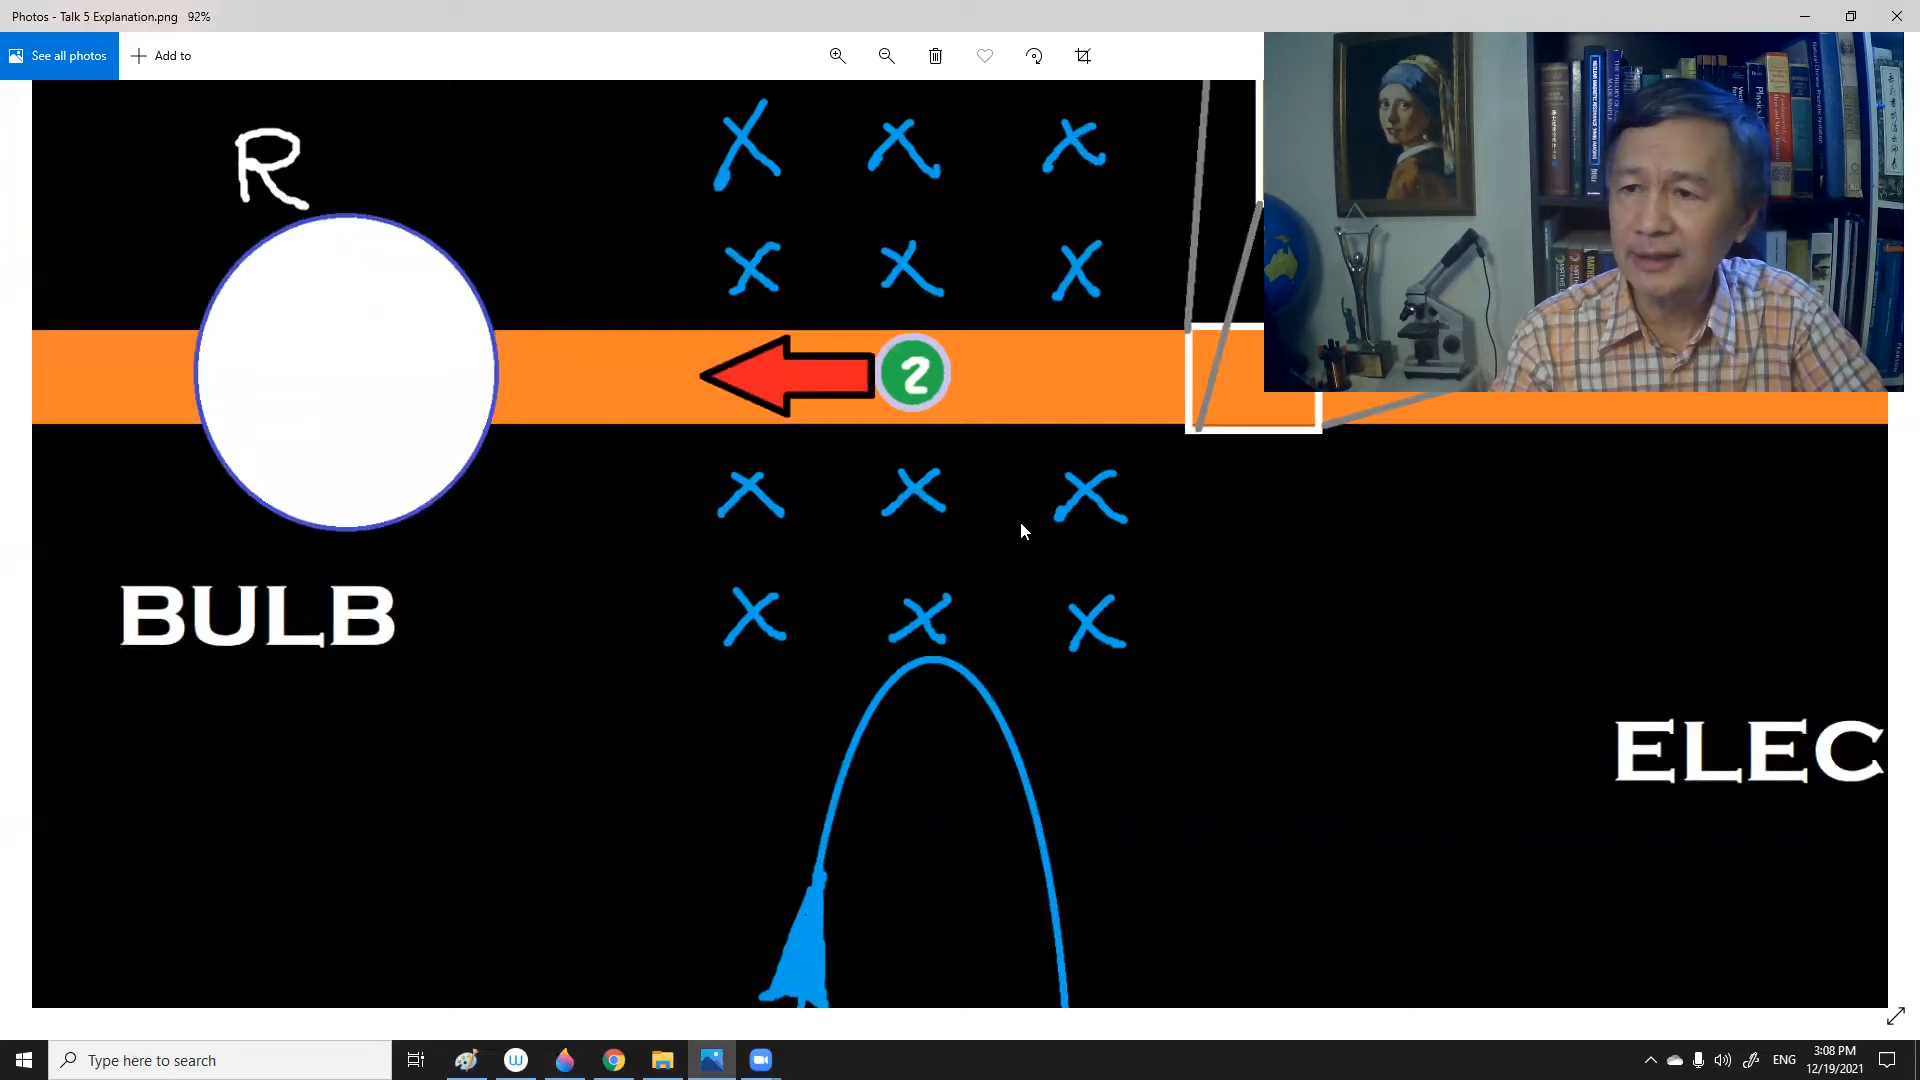 Photos - Talk 5 Explanation.png 92%
See all photos
Add to
R
2
BULB
ELEC
Type here to search
W
ENG
3:08 PM
12/19/2021